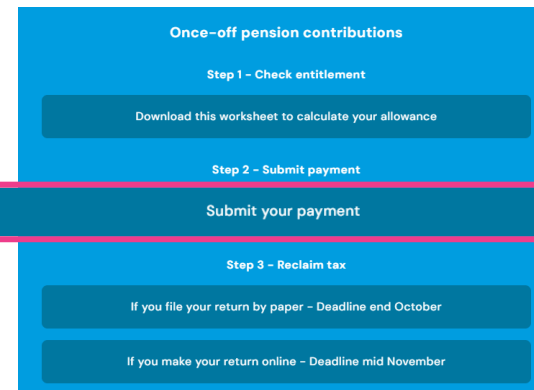 Once-off pension contributions
Step 1 - Check entitlement
Download this worksheet to calculate your allowance
Step 2 - Submit payment
Submit your payment
Step 3 - Reclaim tax
If you file your return by paper - Deadline end October
If you make your return online - Deadline mid November